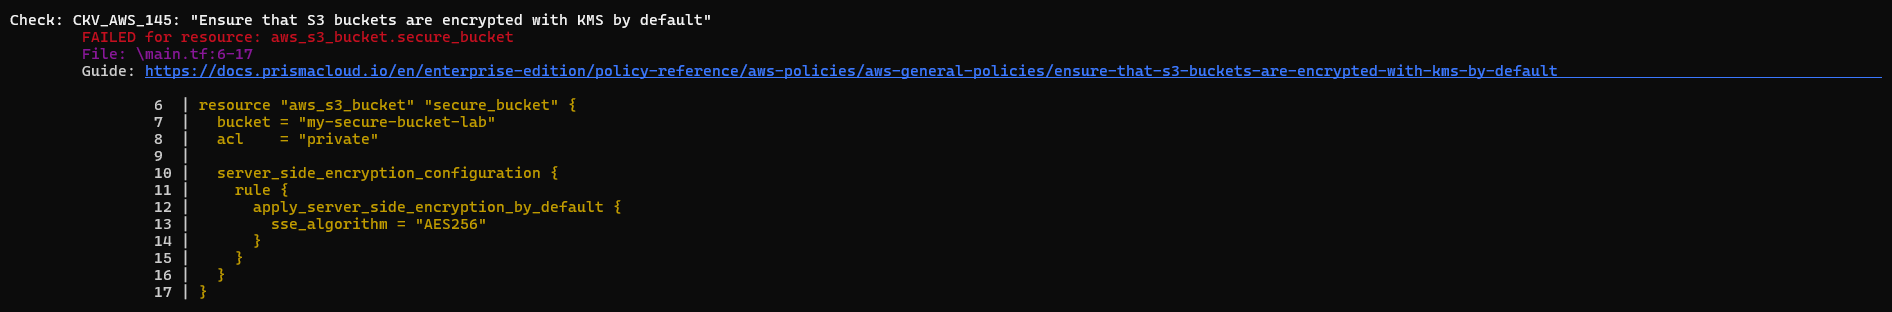 Check: CKV_AWS_145: "Ensure that S3 buckets are encrypted with KMS by default"
        FAILED for resource: aws_s3_bucket.secure_bucket
        File: \main.tf:6-17
        Guide: https://docs.prismacloud.io/en/enterprise-edition/policy-reference/aws-policies/aws-general-policies/ensure-that-s3-buckets-are-encrypted-with-kms-by-default

                6  | resource "aws_s3_bucket" "secure_bucket" {
                7  |   bucket = "my-secure-bucket-lab"
                8  |   acl    = "private"
                9  |
                10 |   server_side_encryption_configuration {
                11 |     rule {
                12 |       apply_server_side_encryption_by_default {
                13 |         sse_algorithm = "AES256"
                14 |       }
                15 |     }
                16 |   }
                17 | }